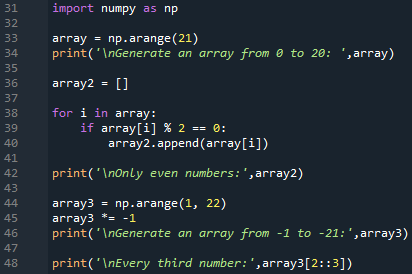 31 import numpy as np
32
33 array = np.arange(21)
34 print('\nGenerate an array from 0 to 20: ',array)
35
36 array2 = []
37
38 for i in array:
39     if array[i] % 2 == 0:
40         array2.append(array[i])
41
42 print('\nOnly even numbers:',array2)
43
44 array3 = np.arange(1, 22)
45 array3 *= -1
46 print('\nGenerate an array from -1 to -21:',array3)
47
48 print('\nEvery third number:',array3[2::3])